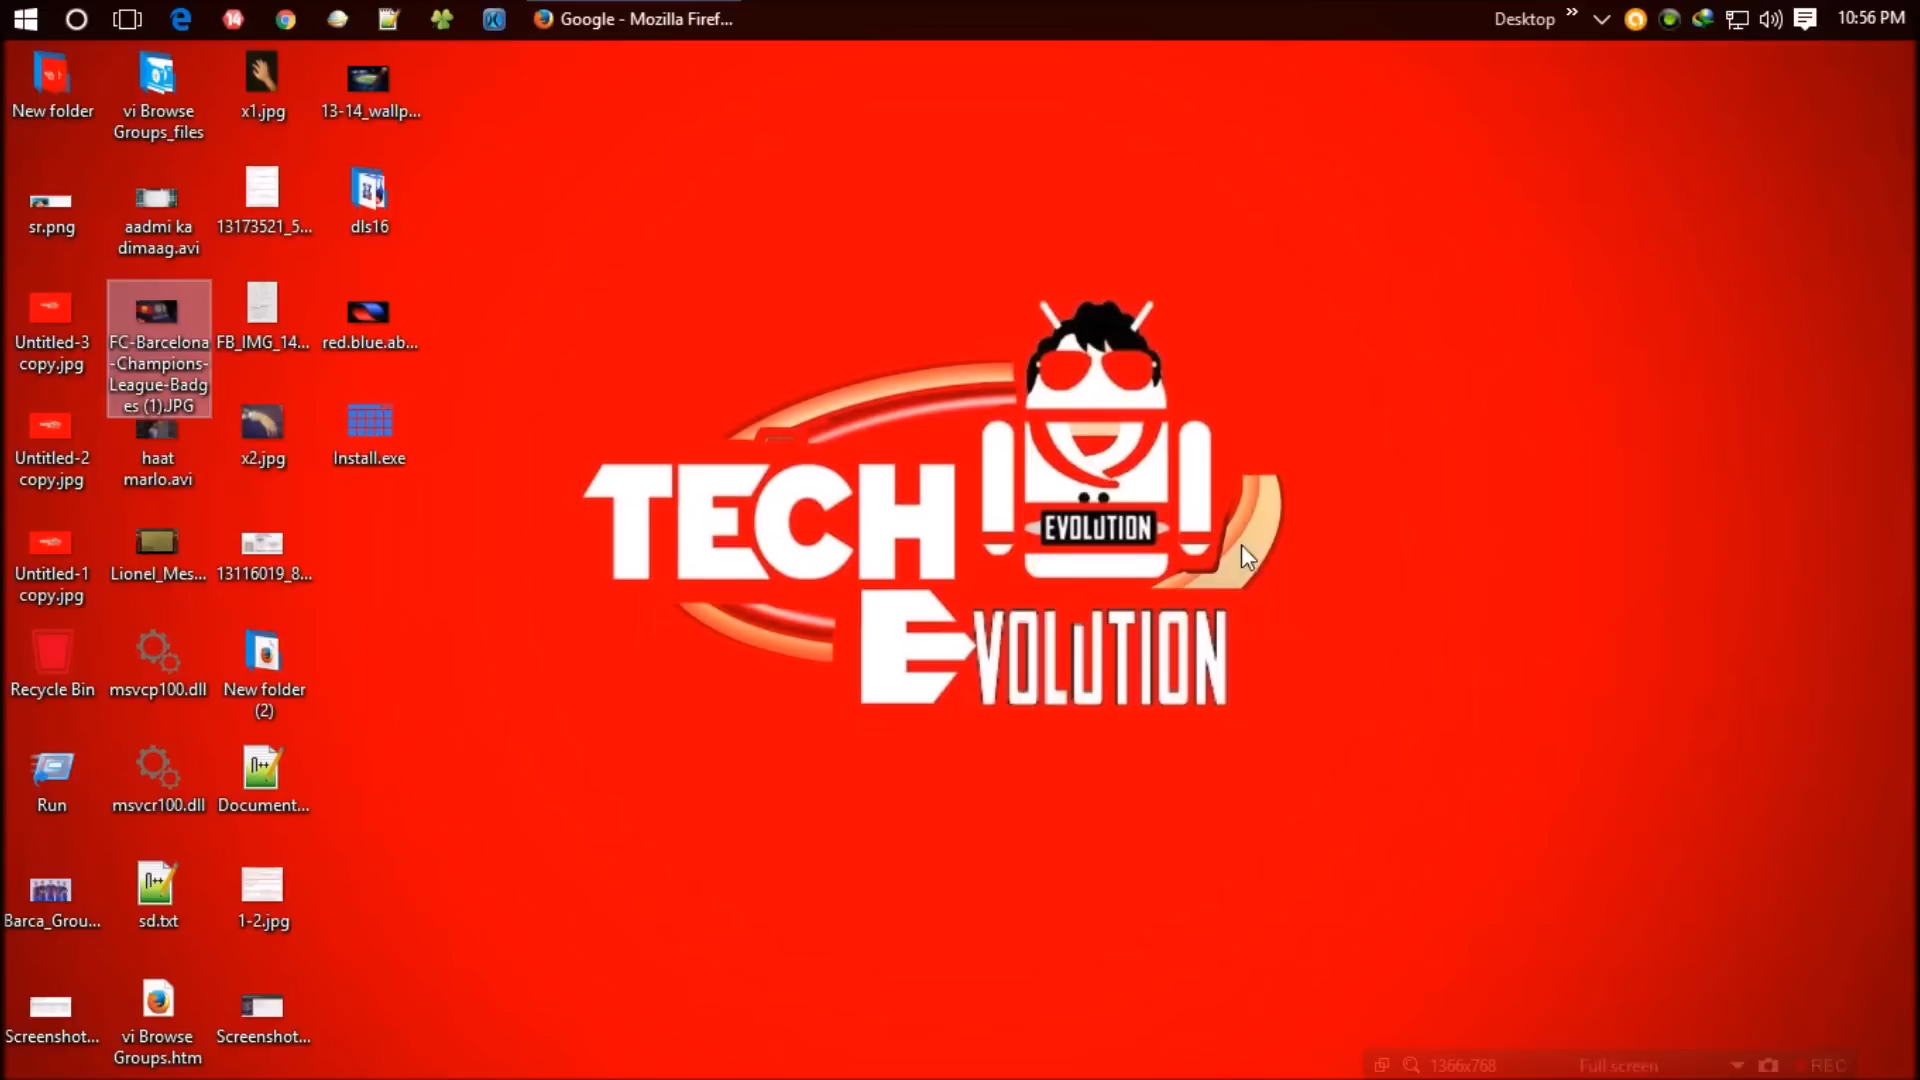 Google - Mozilla Firef...
Desktop
»
10:56 PM
New folder
vi Browse
Groups_files
x1.jpg
13-14_wallp...
sr.png
aadmi ka
dimaag.avi
13173521_5...
dls16
Untitled-3
copy.jpg
FC-Barcelona
-Champions-
League-Badg
es (1).JPG
FB_IMG_14...
red.blue.ab...
Untitled-2
copy.jpg
haat
marlo.avi
x2.jpg
Install.exe
Untitled-1
copy.jpg
Lionel_Mes...
13116019_8...
Recycle Bin
msvcp100.dll
New folder
(2)
Run
msvcr100.dll
Document...
Barca_Grou...
sd.txt
1-2.jpg
Screenshot...
vi Browse
Groups.htm
Screenshot...
TECH
EVOLUTION
EVOLUTION
1366x768
Full screen
REC